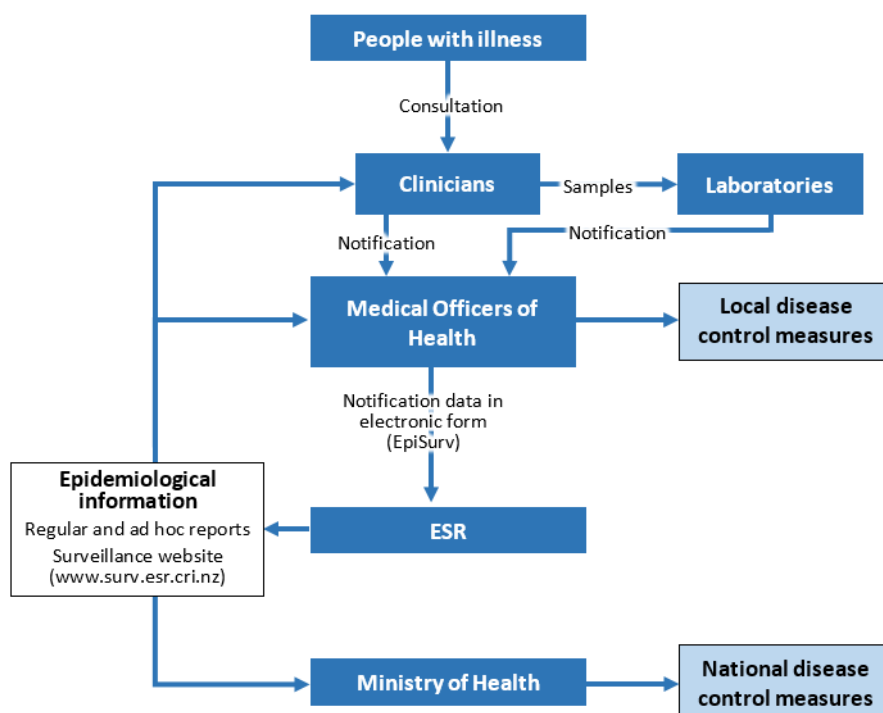 People with illness
Consultation
Clinicians
Samples
Laboratories
Notification
Notification
Medical Officers of
Health
Local disease
control measures
Notification data in
electronic form
(EpiSurv)
Epidemiological
information
Regular and ad hoc reports
Surveillance website
(www.surv.esr.cri.nz)
ESR
Ministry of Health
National disease
control measures